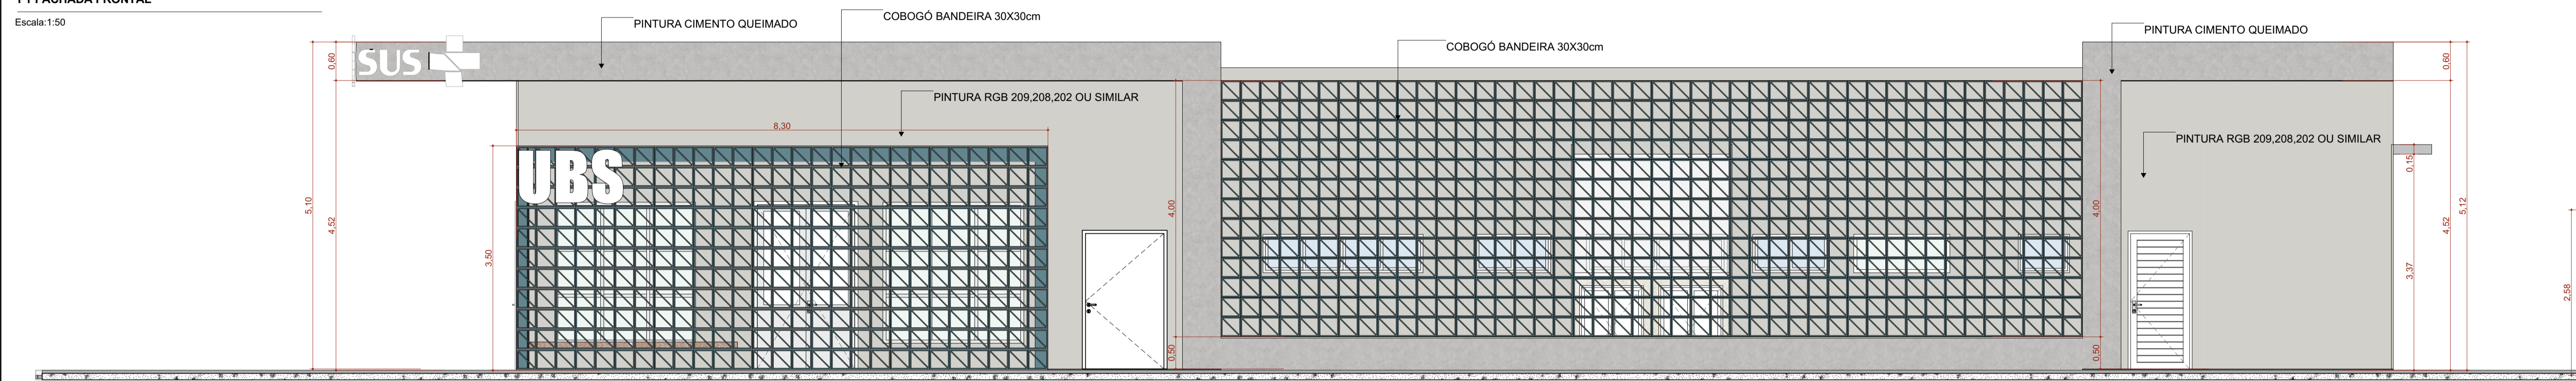 Escala:1:50
PINTURA CIMENTO QUEIMADO
COBOGÓ BANDEIRA 30X30cm
COBOGÓ BANDEIRA 30X30cm
PINTURA CIMENTO QUEIMADO
SUS
0,60
0,60
PINTURA RGB 209,208,202 OU SIMILAR
8,30
PINTURA RGB 209,208,202 OU SIMILAR
UBS
0,15
5,10
4,52
3,50
4,00
4,00
5,12
4,52
3,37
2,58
0,50
0,50